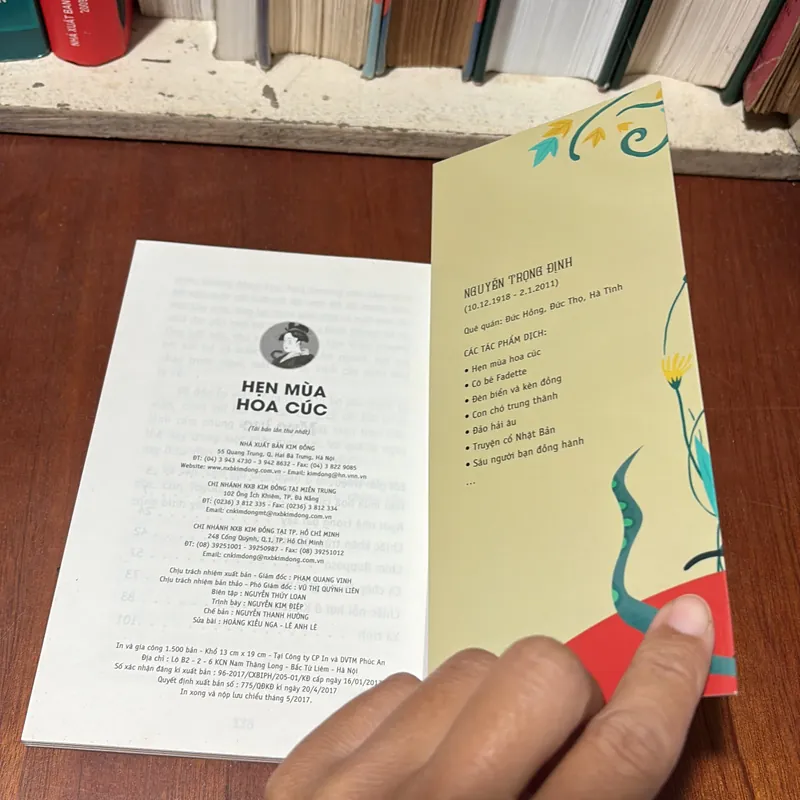 NHÀ XUẤT BẢN
HẸN MÙA
HOA CÚC
(Tái bản lần thứ nhất)
NHÀ XUẤT BẢN KIM ĐỒNG
55 Quang Trung, Q. Hai Bà Trưng, Hà Nội
ĐT: (04) 3 943 4730 – 3 942 8632 - Fax: (04) 3 822 9085
Website: www.nxbkimdong.com.vn - Email: kimdong@hn.vnn.vn
CHI NHÁNH NXB KIM ĐỒNG TẠI MIỀN TRUNG
102 Ông Ích Khiêm, TP. Đà Nẵng
ĐT: (0236) 3 812 335 - Fax: (0236) 3 812 334
Email: cnkimdongmt@nxbkimdong.com.vn
CHI NHÁNH NXB KIM ĐỒNG TẠI TP. HỒ CHÍ MINH
248 Cống Quỳnh, Q.1, TP. Hồ Chí Minh
ĐT: (08) 39251001 - 39250987 - Fax: (08) 39251012
Email: cnkimdong@nxbkimdong.com.vn
Chịu trách nhiệm xuất bản - Giám đốc : PHẠM QUANG VINH
Chịu trách nhiệm bản thảo - Phó Giám đốc : VŨ THỊ QUỲNH LIÊN
Biên tập : NGUYỄN THÚY LOAN
Trình bày : NGUYỄN KIM ĐIỆP
Chế bản : NGUYỄN THANH HƯƠNG
Sửa bài : HOÀNG KIỀU NGA - LÊ ANH LÊ
In và gia công 1.500 bản - Khổ 13 cm x 19 cm - Tại Công ty CP In và DVTM Phúc An
Địa chỉ : Lô B2 - 2 - 6 KCN Nam Thăng Long - Bắc Từ Liêm - Hà Nội
Số xác nhận đăng kí xuất bản : 96-2017/CXBIPH/205-01/KĐ cấp ngày 16/01/2017
Quyết định xuất bản số : 775/QĐKĐ kí ngày 20/4/2017
In xong và nộp lưu chiểu tháng 5/2017.
NGUYỄN TRỌNG ĐỊNH
(10.12.1918 - 2.1.2011)
Quê quán: Đức Hồng, Đức Thọ, Hà Tĩnh
CÁC TÁC PHẨM DỊCH:
• Hẹn mùa hoa cúc
• Cô bé Fadette
• Đèn biển và kèn đồng
• Con chó trung thành
• Đảo hải âu
• Truyện cổ Nhật Bản
• Sáu người bạn đồng hành
...